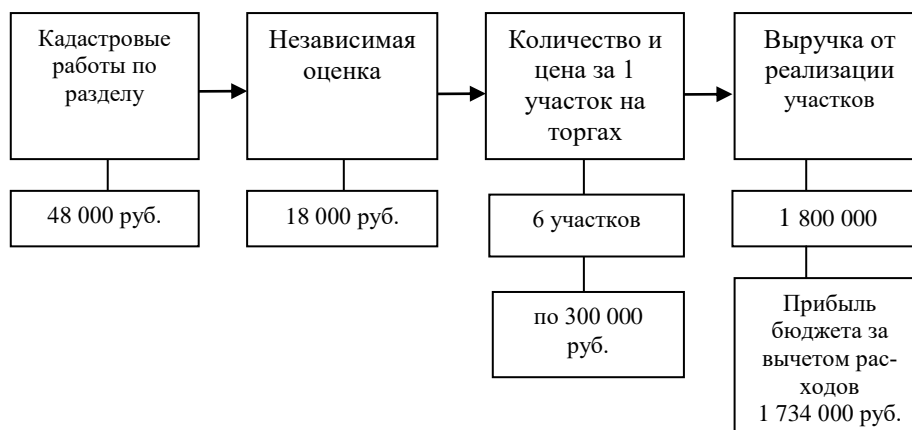 Кадастровые
работы по
разделу
Независимая
оценка
Количество и
цена за 1
участок на
торгах
Выручка от
реализации
участков
48 000 руб.
18 000 руб.
6 участков
1 800 000
по 300 000
руб.
Прибыль
бюджета за
вычетом рас-
ходов
1 734 000 руб.